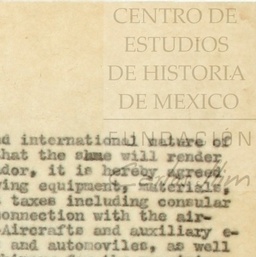 CENTRO DE
ESTUDIOS
DE HISTORIA
DE MEXICO
FUNDACIÓN
d international nature of
hat the same will render
dor, it is hereby agreed
ving equipment, materials,
taxes including consular
connection with the air-
Aircrafts and auxiliary e-
and automoviles, as well